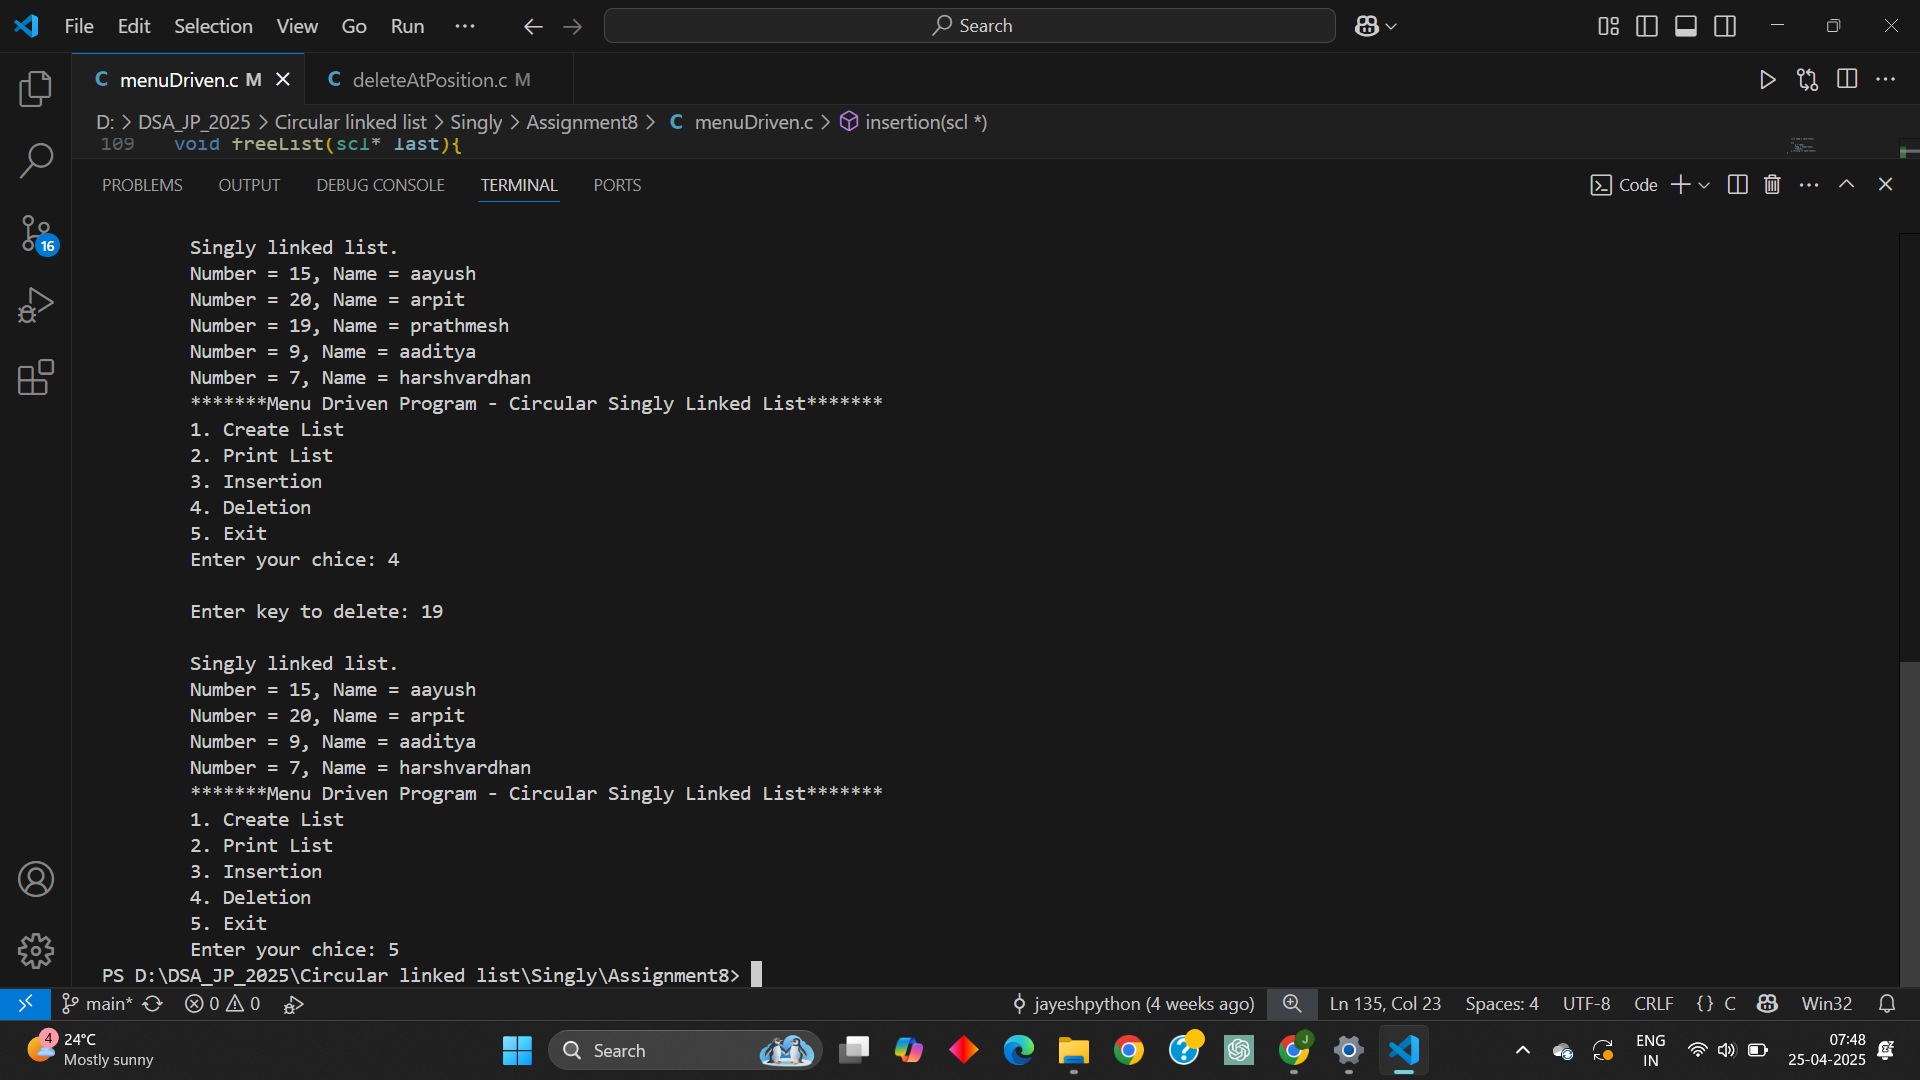 File Edit Selection View Go Run ··· Search
menuDriven.c M deleteAtPosition.c M
D: > DSA_JP_2025 > Circular linked list > Singly > Assignment8 > C menuDriven.c > insertion(scl *)
109 void freeList(scl* last){
PROBLEMS OUTPUT DEBUG CONSOLE TERMINAL PORTS Code
Singly linked list.
Number = 15, Name = aayush
Number = 20, Name = arpit
Number = 19, Name = prathmesh
Number = 9, Name = aaditya
Number = 7, Name = harshvardhan
*******Menu Driven Program - Circular Singly Linked List*******
1. Create List
2. Print List
3. Insertion
4. Deletion
5. Exit
Enter your chice: 4
Enter key to delete: 19
Singly linked list.
Number = 15, Name = aayush
Number = 20, Name = arpit
Number = 9, Name = aaditya
Number = 7, Name = harshvardhan
*******Menu Driven Program - Circular Singly Linked List*******
1. Create List
2. Print List
3. Insertion
4. Deletion
5. Exit
Enter your chice: 5
PS D:\DSA_JP_2025\Circular linked list\Singly\Assignment8>
16
main* 0 0 jayeshpython (4 weeks ago) Ln 135, Col 23 Spaces: 4 UTF-8 CRLF {} C Win32
4 24°C
Mostly sunny
Search
J
ENG
IN
07:48
25-04-2025